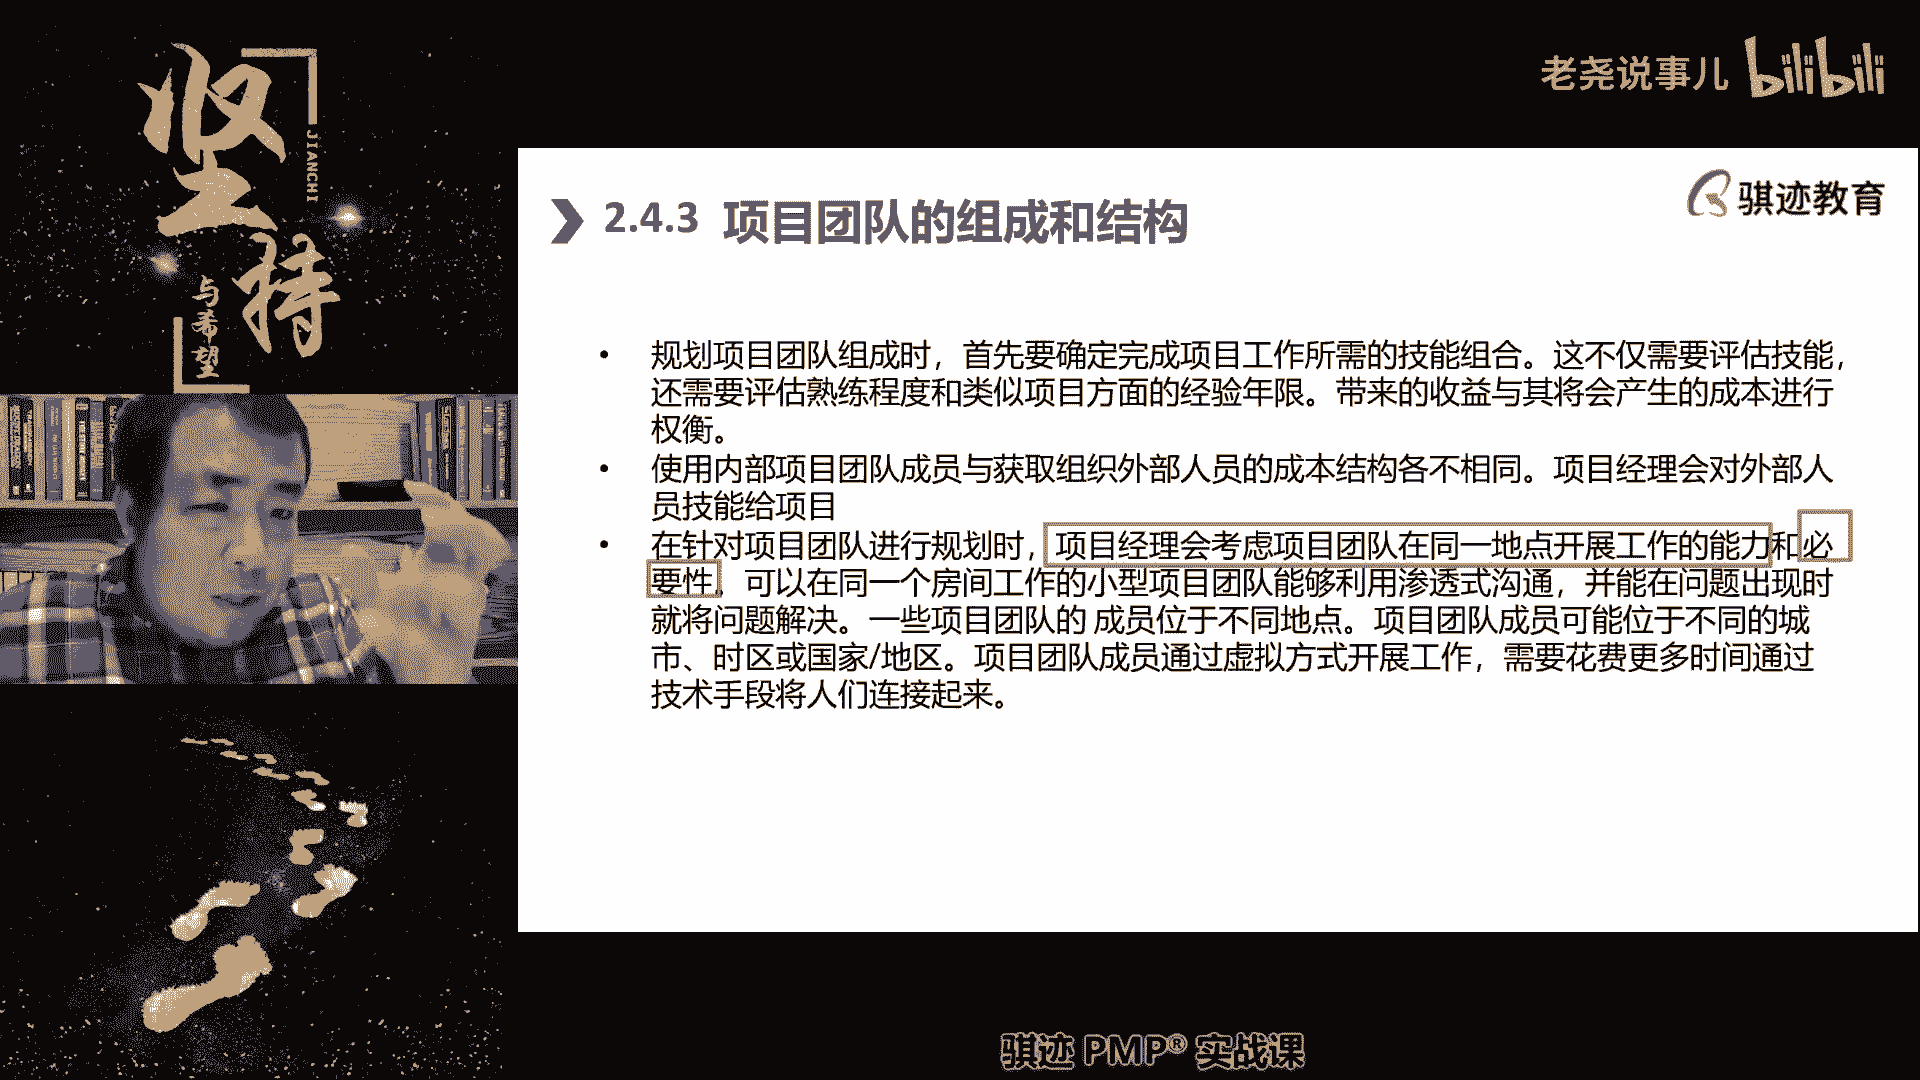 坚持
JIANCHI
与希望
老尧说事儿 bilibili
骐迹教育
2.4.3 项目团队的组成和结构
• 规划项目团队组成时，首先要确定完成项目工作所需的技能组合。这不仅需要评估技能，
还需要评估熟练程度和类似项目方面的经验年限。带来的收益与其将会产生的成本进行
权衡。
• 使用内部项目团队成员与获取组织外部人员的成本结构各不相同。项目经理会对外部人
员技能给项目
• 在针对项目团队进行规划时，项目经理会考虑项目团队在同一地点开展工作的能力和必
要性。可以在同一个房间工作的小型项目团队能够利用渗透式沟通，并能在问题出现时
就将问题解决。一些项目团队的 成员位于不同地点。项目团队成员可能位于不同的城
市、时区或国家/地区。项目团队成员通过虚拟方式开展工作，需要花费更多时间通过
技术手段将人们连接起来。
骐迹 PMP® 实战课